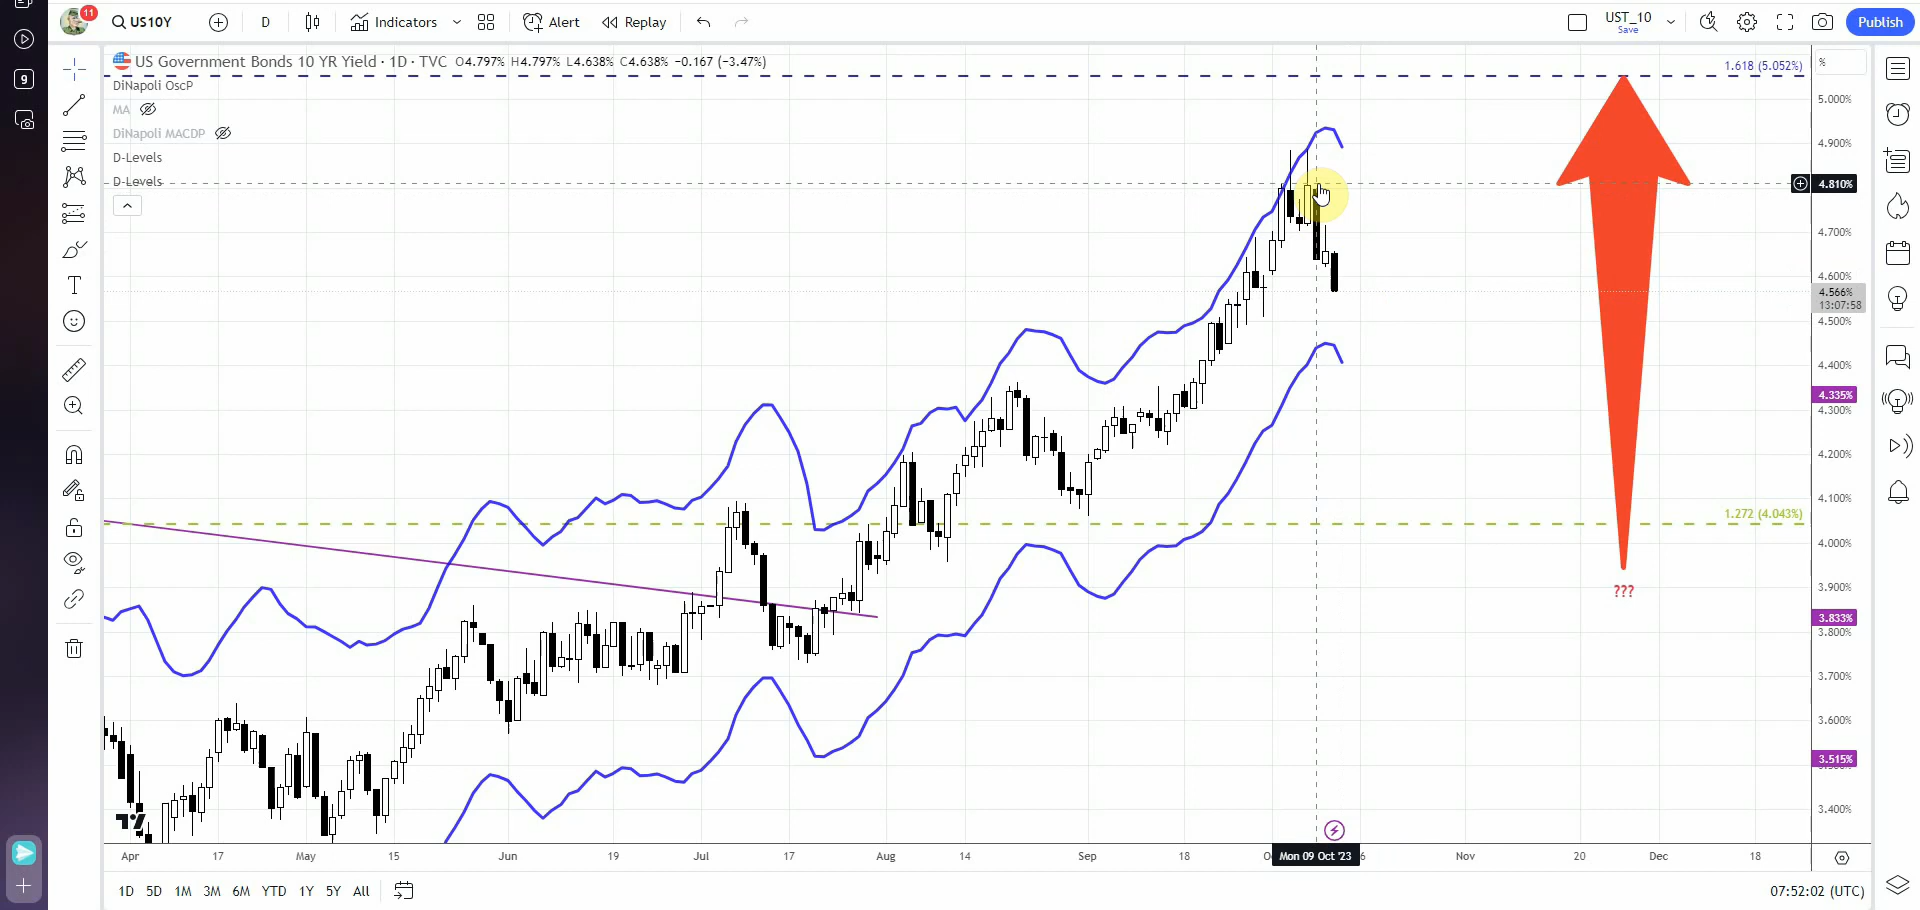 11
US10Y
D
Indicators
Alert
Replay
UST_10
Save
Publish
9
US Government Bonds 10 YR Yield · 1D · TVC O4.797% H4.797% L4.638% C4.638% −0.167 (−3.47%)
DiNapoli OscP
MA
DiNapoli MACDP
D-Levels
D-Levels
1.618 (5.052%)
%
5.000%
4.900%
4.810%
4.700%
4.600%
4.566%
13:07:58
4.500%
4.400%
4.335%
4.300%
4.200%
4.100%
1.272 (4.043%)
4.000%
3.900%
???
3.833%
3.800%
3.700%
3.600%
3.515%
3.400%
Apr 17 May 15 Jun 19 Jul 17 Aug 14 Sep 18 Mon 09 Oct '23 Nov 20 Dec 18
1D 5D 1M 3M 6M YTD 1Y 5Y All
07:52:02 (UTC)